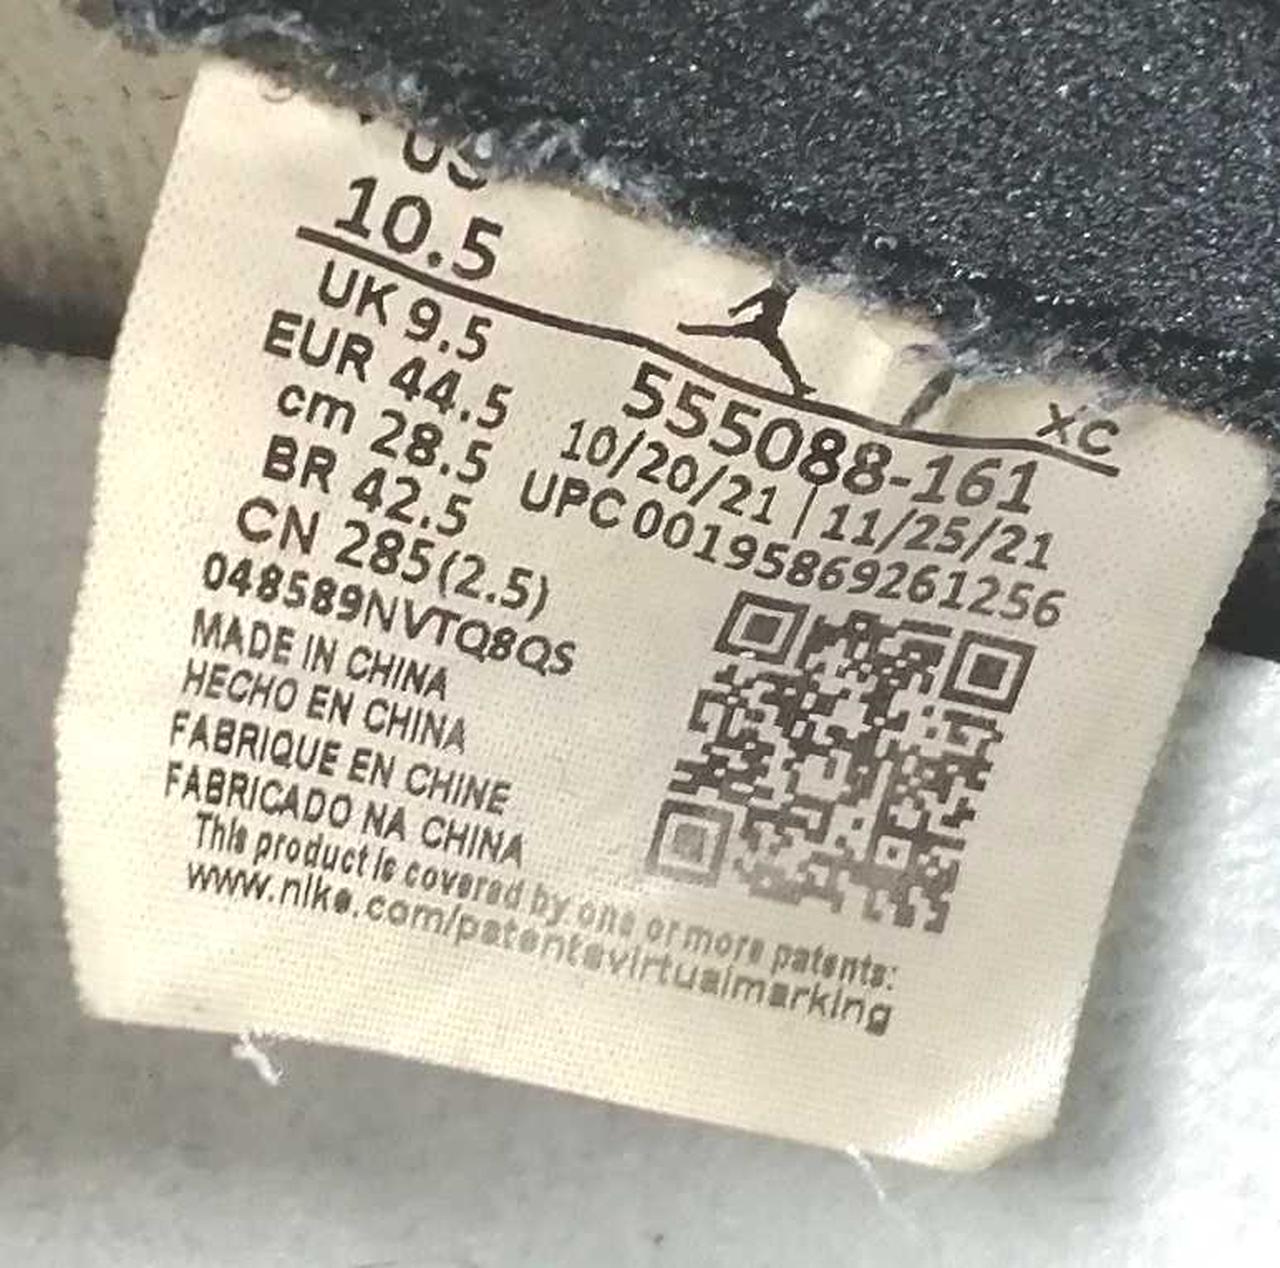 US
10.5
UK 9.5
EUR 44.5
cm 28.5
BR 42.5
CN 285(2.5)
048589NVTQ8QS
MADE IN CHINA
HECHO EN CHINA
FABRIQUE EN CHINE
FABRICADO NA CHINA
This product is covered by one or more patents:
www.nike.com/patentsvirtualmarking
XC
555088-161
10/20/21 | 11/25/21
UPC 00195869261256